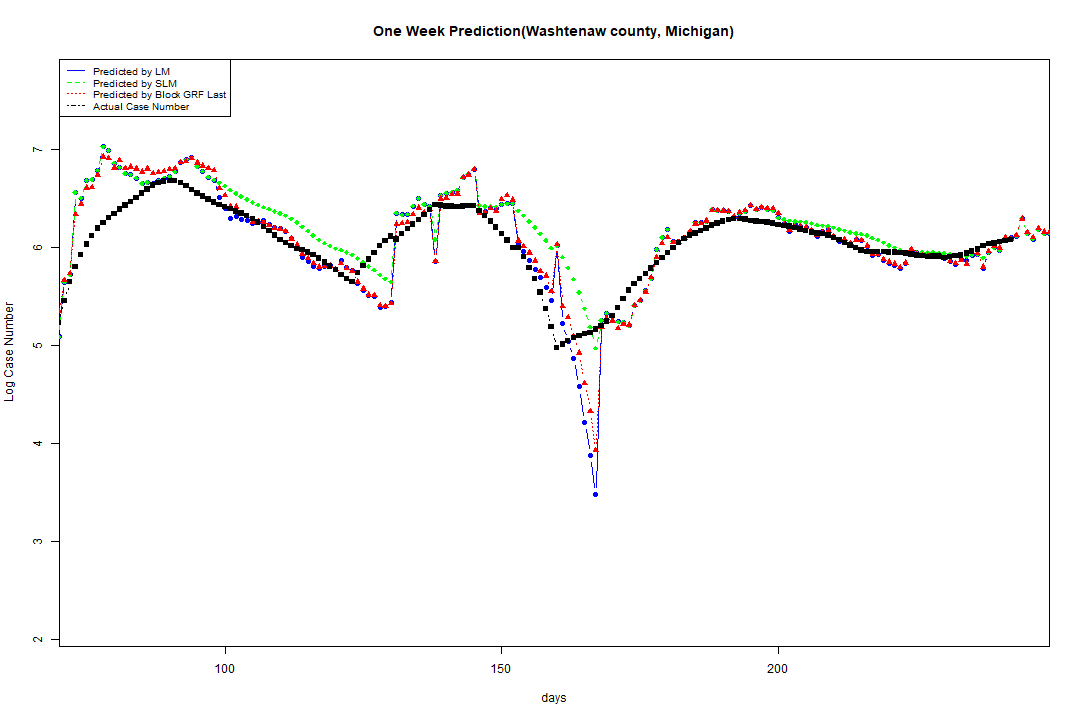 One Week Prediction(Washtenaw county, Michigan)
Predicted by LM
Predicted by SLM
Predicted by Block GRF Last
Actual Case Number
7
6
5
4
3
2
Log Case Number
100 150 200
days